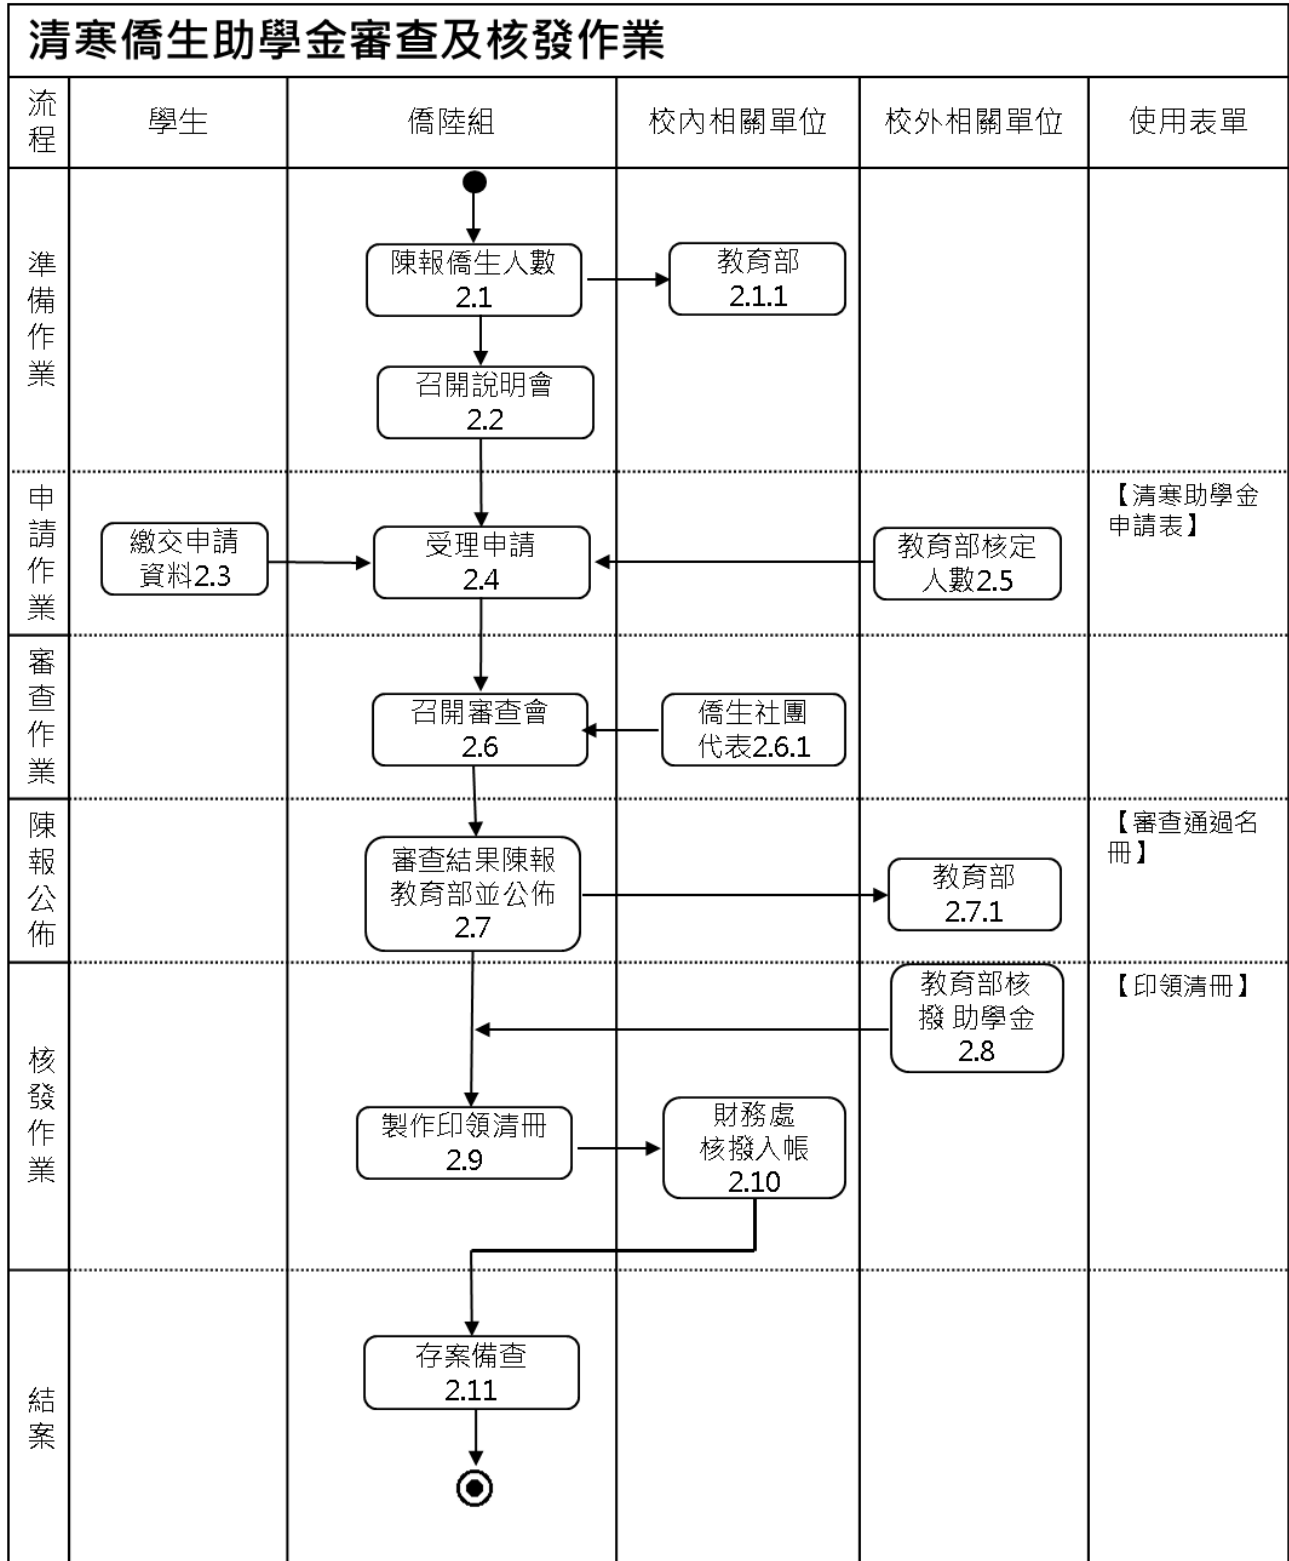 清寒僑生助學金審查及核發作業
流程
學生
僑陸組
校內相關單位
校外相關單位
使用表單
準備作業
陳報僑生人數
2.1
教育部
2.1.1
召開說明會
2.2
申請作業
繳交申請
資料2.3
受理申請
2.4
教育部核定
人數2.5
【清寒助學金
申請表】
審查作業
召開審查會
2.6
僑生社團
代表2.6.1
陳報公佈
審查結果陳報
教育部並公佈
2.7
教育部
2.7.1
【審查通過名
冊】
核發作業
教育部核
撥 助學金
2.8
【印領清冊】
製作印領清冊
2.9
財務處
核撥入帳
2.10
結案
存案備查
2.11